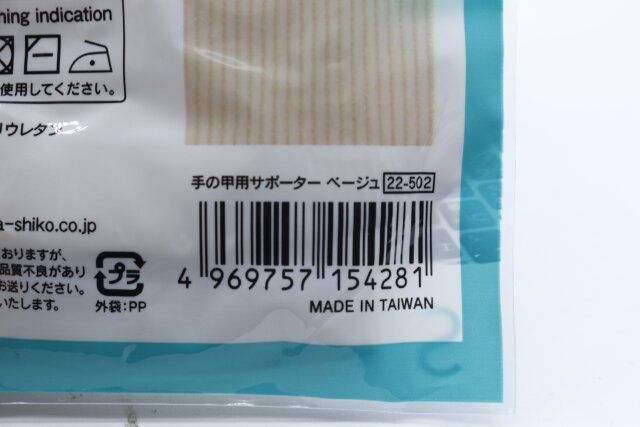 ning indication
使用してください。
リウレタン
手の甲用サポーター ベージュ 22-502
a-shiko.co.jp
おりますが、
品質不良があり
お送りください。
いたします。
プラ
外袋:PP
4 969757 154281
MADE IN TAIWAN